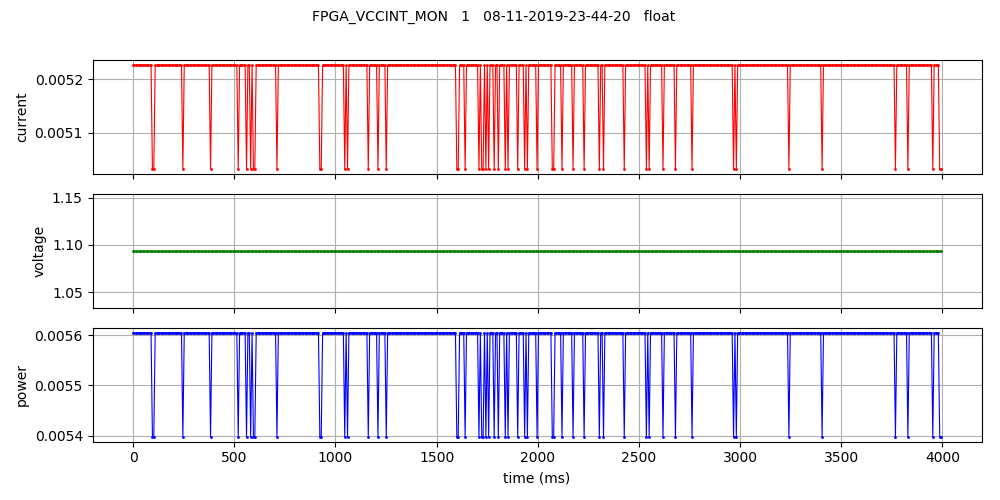 FPGA_VCCINT_MON 1 08-11-2019-23-44-20 float
current
0.0052
0.0051
voltage
1.15
1.10
1.05
power
0.0056
0.0055
0.0054
0 500 1000 1500 2000 2500 3000 3500 4000
time (ms)